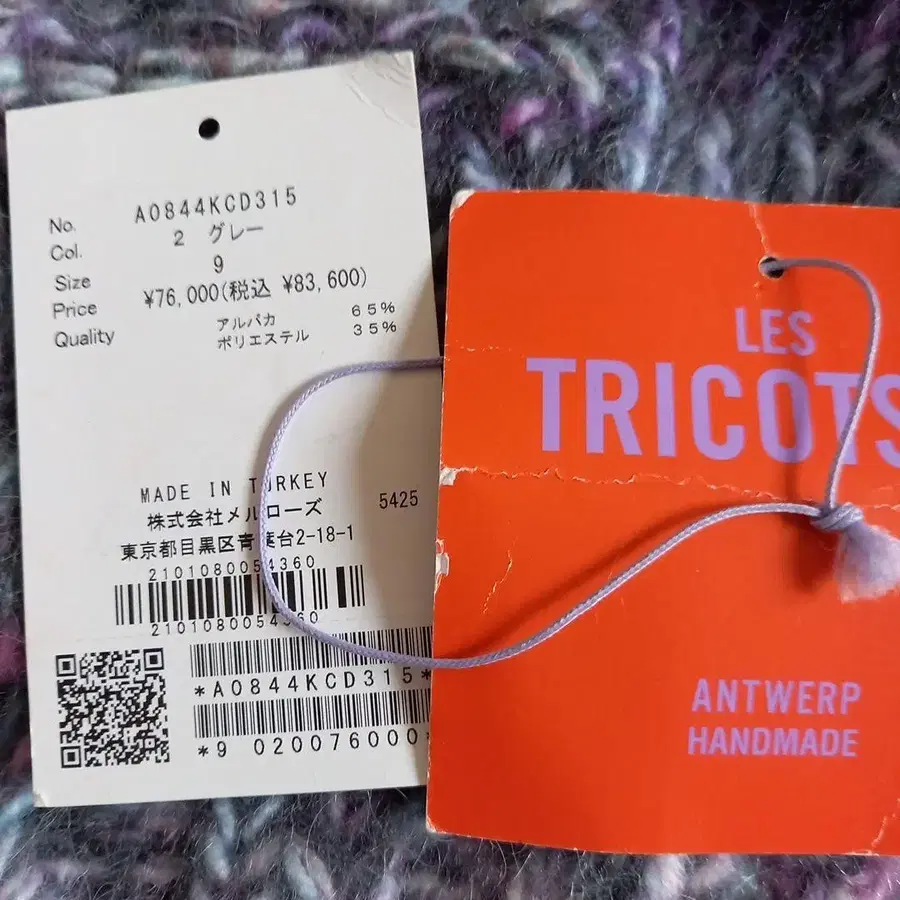 No. A0844KCD315
Col. 2 グレー
Size 9
Price ¥76,000(税込 ¥83,600)
Quality アルパカ 65%
ポリエステル 35%
MADE IN TURKEY
株式会社メルローズ 5425
東京都目黒区青葉台2-18-1
2101080054360
2101080054360
*A0844KCD315*
*9 020076000*
LES
TRICOTS
ANTWERP
HANDMADE